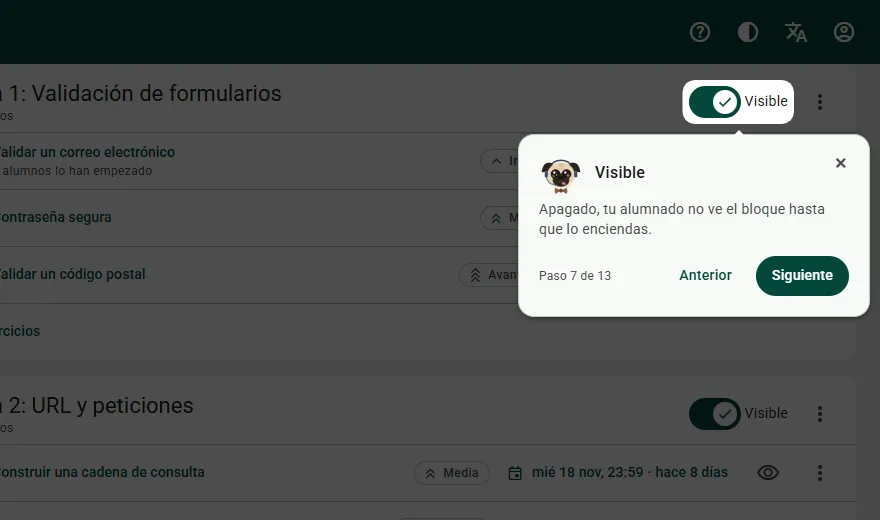 1: Validación de formularios
os
Visible
alidar un correo electrónico
alumnos lo han empezado
In
Visible
Apagado, tu alumnado no ve el bloque hasta
que lo enciendas.
Paso 7 de 13
Anterior
Siguiente
ontraseña segura
M
alidar un código postal
Avan
rcicios
2: URL y peticiones
os
Visible
onstruir una cadena de consulta
Media
mié 18 nov, 23:59 · hace 8 días